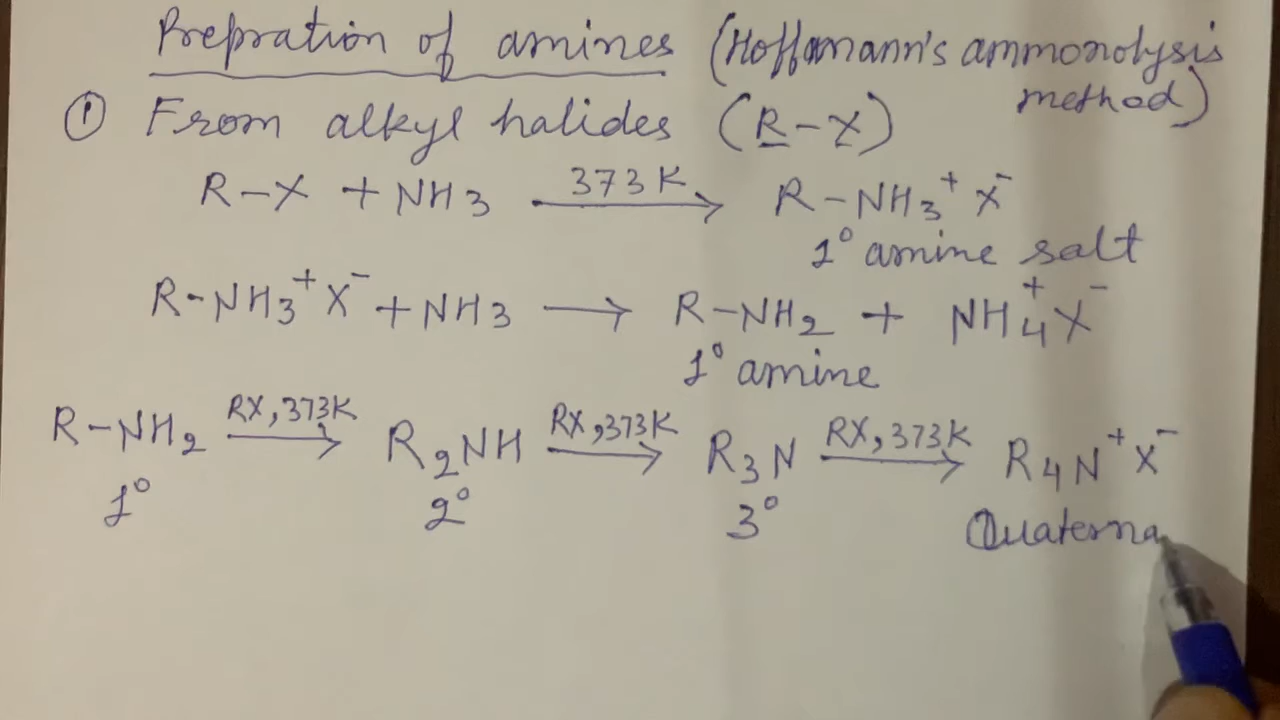 Prepration of amines (Hoffamann's ammonolysis method)
① From alkyl halides (R-X)
R-X + NH3 373K→ R-NH3⁺ X⁻
1° amine salt
R-NH3⁺X⁻ + NH3 → R-NH2 + NH4⁺X⁻
1° amine
R-NH2 RX,373K→ R2NH RX,373K→ R3N RX,373K→ R4N⁺X⁻
1° 2° 3° Quaterna